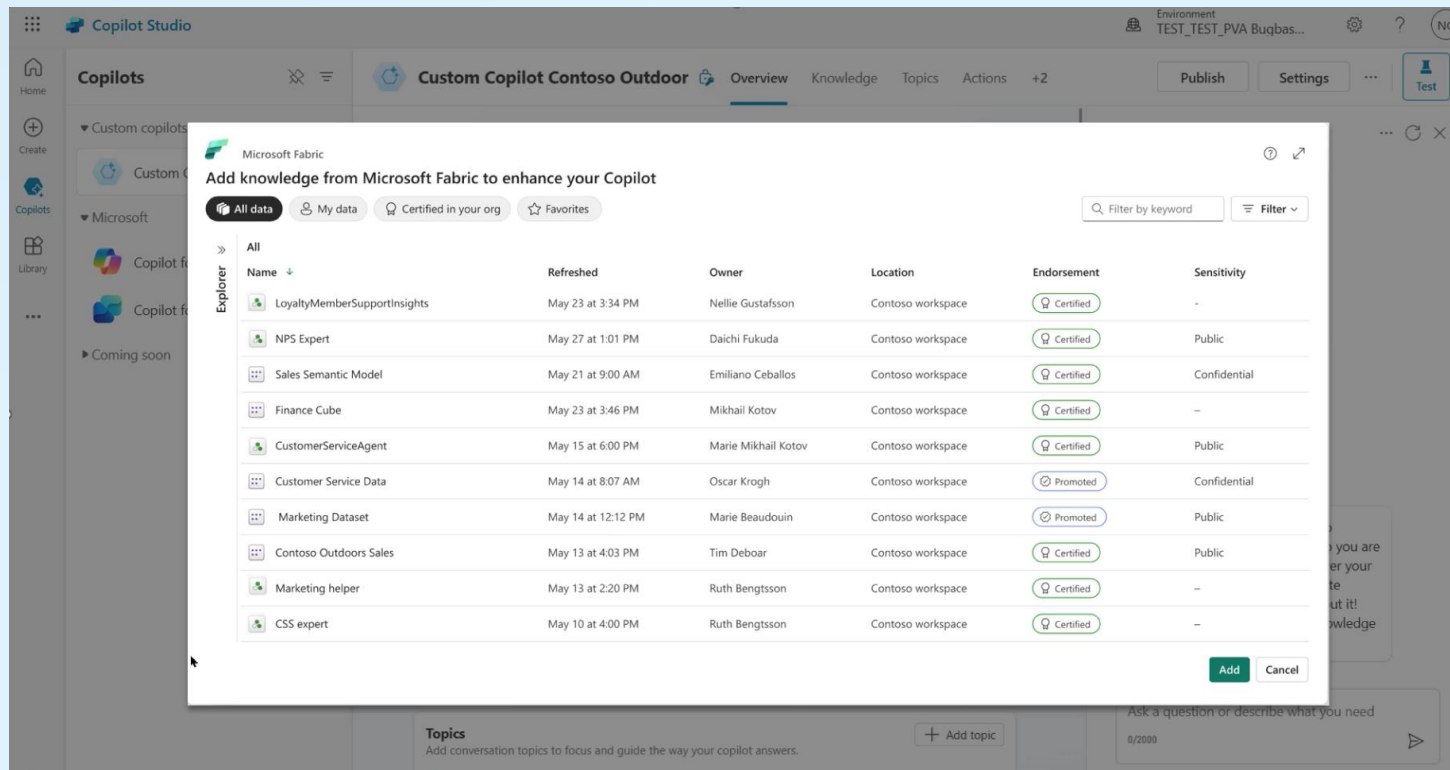 Copilot Studio
Environment
TEST_TEST_PVA Bugbas...
Home
Create
Copilots
Library
Copilots
Custom copilots
Custom C
Microsoft
Copilot fo
Copilot fo
Coming soon
Custom Copilot Contoso Outdoor
Overview Knowledge Topics Actions +2
Publish Settings ... Test
Microsoft Fabric
Add knowledge from Microsoft Fabric to enhance your Copilot
All data My data Certified in your org Favorites
Filter by keyword Filter
Explorer
All
Name Refreshed Owner Location Endorsement Sensitivity
LoyaltyMemberSupportInsights May 23 at 3:34 PM Nellie Gustafsson Contoso workspace Certified -
NPS Expert May 27 at 1:01 PM Daichi Fukuda Contoso workspace Certified Public
Sales Semantic Model May 21 at 9:00 AM Emiliano Ceballos Contoso workspace Certified Confidential
Finance Cube May 23 at 3:46 PM Mikhail Kotov Contoso workspace Certified –
CustomerServiceAgent May 15 at 6:00 PM Marie Mikhail Kotov Contoso workspace Certified Public
Customer Service Data May 14 at 8:07 AM Oscar Krogh Contoso workspace Promoted Confidential
Marketing Dataset May 14 at 12:12 PM Marie Beaudouin Contoso workspace Promoted Public
Contoso Outdoors Sales May 13 at 4:03 PM Tim Deboar Contoso workspace Certified Public
Marketing helper May 13 at 2:20 PM Ruth Bengtsson Contoso workspace Certified –
CSS expert May 10 at 4:00 PM Ruth Bengtsson Contoso workspace Certified –
Add Cancel
you are
er your
te
ut it!
owledge
Topics
Add conversation topics to focus and guide the way your copilot answers.
Add topic
Ask a question or describe what you need
0/2000